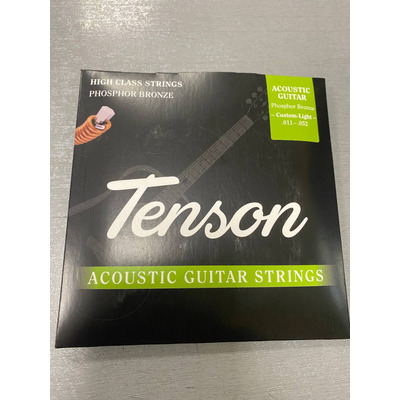 HIGH CLASS STRINGS
PHOSPHOR BRONZE
ACOUSTIC
GUITAR
Phosphor Bronze
- Custom-Light -
.011 - .052
Tenson
ACOUSTIC GUITAR STRINGS